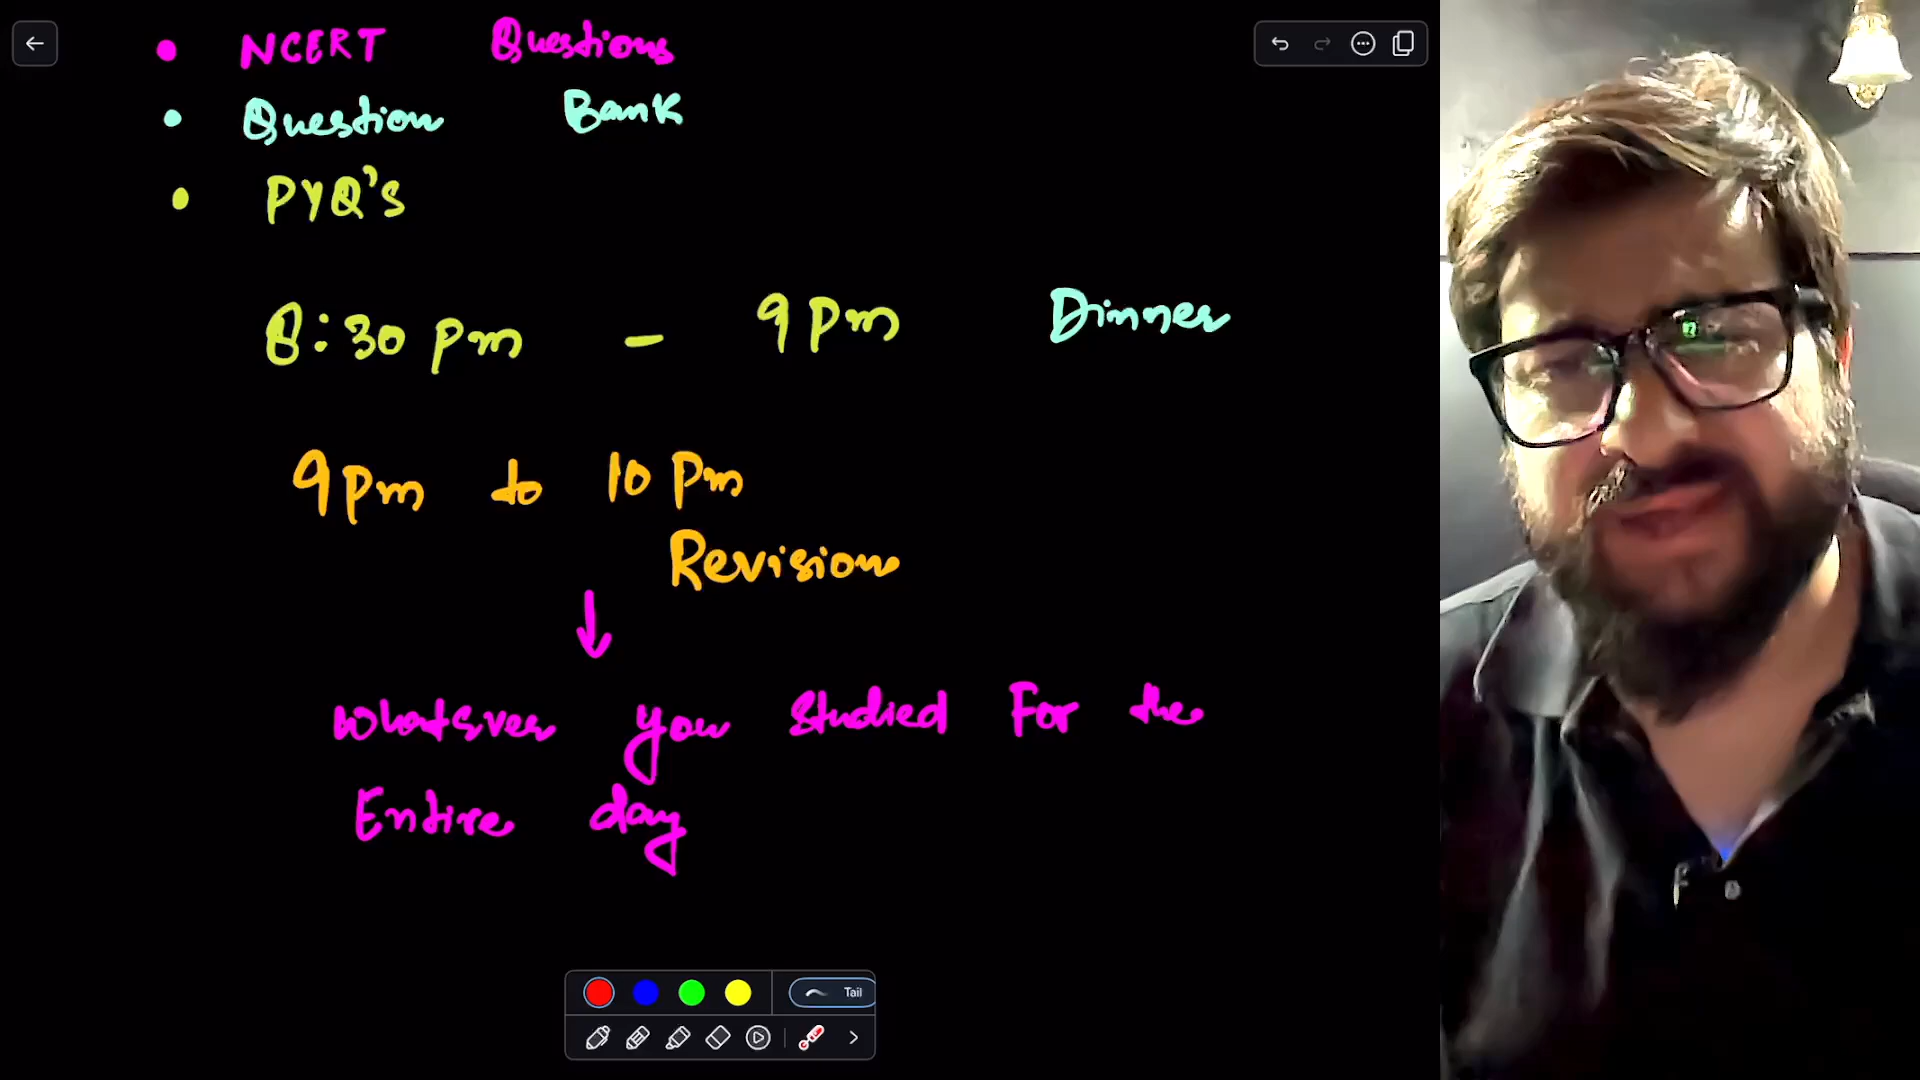 • NCERT Questions
• Question Bank
• PYQ's
8:30 pm - 9 pm Dinner
9 pm to 10 pm
Revision
↓
Whatever you studied For the
Entire day
Tail